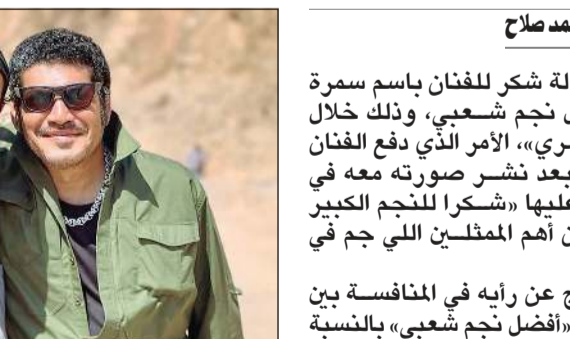 مد صلاح
لة شكر للفنان باسم سمرة
نجم شعبي، وذلك خلال
ري»، الأمر الذي دفع الفنان
بعد نشر صورته معه في
عليها «شكرا للنجم الكبير
ن أهم الممثلين اللي جم في
ج عن رأيه في المنافسة بين
«أفضل نجم شعبي» بالنسبة